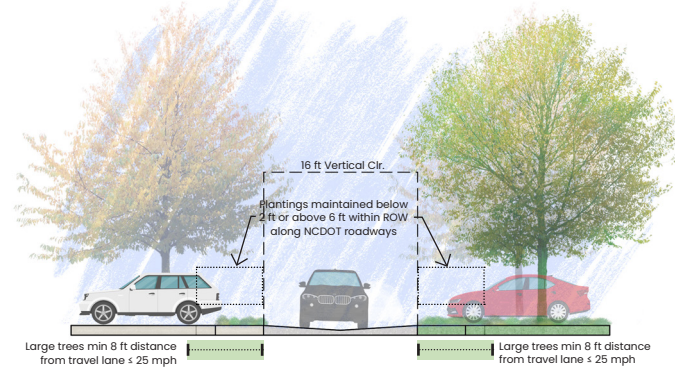 16 ft Vertical Clr.
Plantings maintained below
2 ft or above 6 ft within ROW
along NCDOT roadways
Large trees min 8 ft distance
from travel lane ≤ 25 mph
Large trees min 8 ft distance
from travel lane ≤ 25 mph